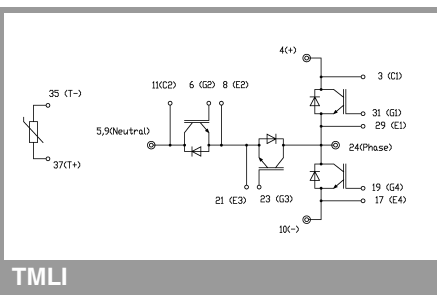 4(+)
11(C2) 6 (G2) 8 (E2)
3 (C1)
35 (T-)
31 (G1)
5,9(Neutral)
29 (E1)
24(Phase)
37(T+)
21 (E3) 23 (G3)
19 (G4)
17 (E4)
10(-)
TMLI